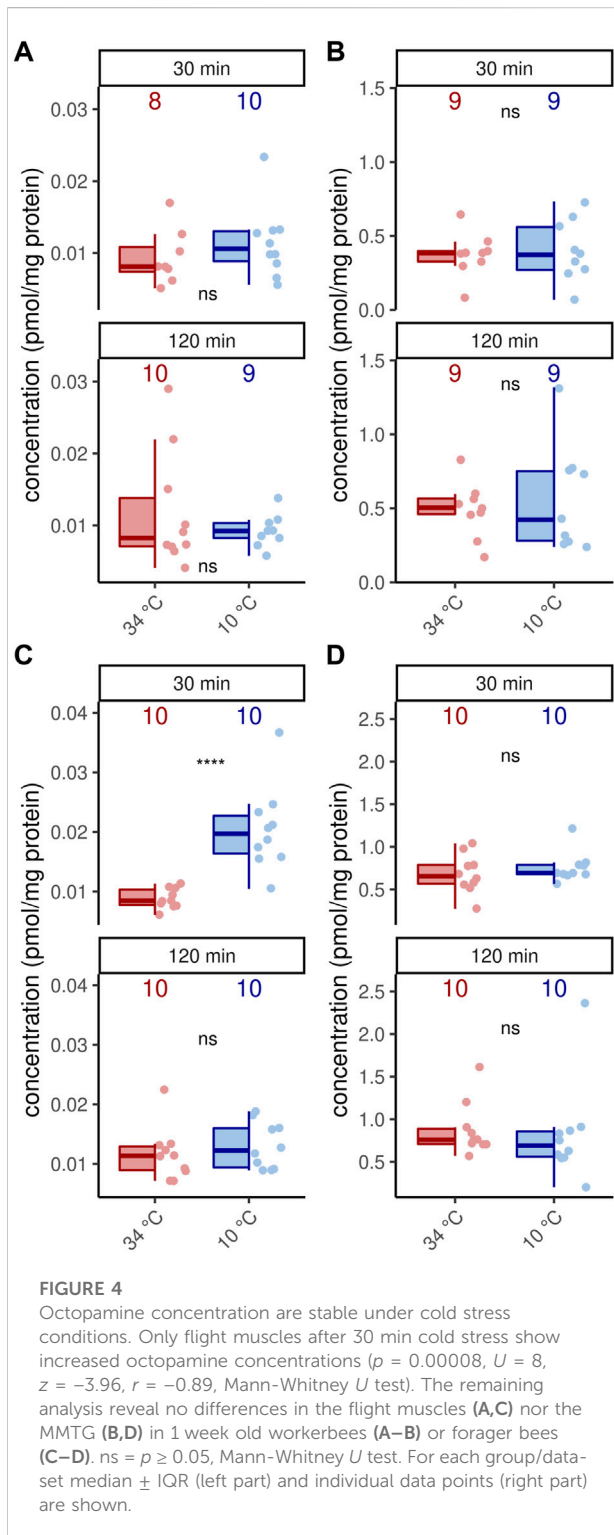 A
B
30 min
30 min
8
10
9
9
ns
ns
0.03
0.02
0.01
1.5
1.0
0.5
0.0
120 min
120 min
10
9
9
9
ns
ns
0.03
0.02
0.01
1.5
1.0
0.5
0.0
concentration (pmol/mg protein)
concentration (pmol/mg protein)
34 °C
10 °C
34 °C
10 °C
C
D
30 min
30 min
10
10
10
10
****
ns
0.04
0.03
0.02
0.01
2.5
2.0
1.5
1.0
0.5
120 min
120 min
10
10
10
10
ns
ns
0.04
0.03
0.02
0.01
2.5
2.0
1.5
1.0
0.5
concentration (pmol/mg protein)
concentration (pmol/mg protein)
34 °C
10 °C
34 °C
10 °C
FIGURE 4
Octopamine concentration are stable under cold stress
conditions. Only flight muscles after 30 min cold stress show
increased octopamine concentrations (p = 0.00008, U = 8,
z = −3.96, r = −0.89, Mann-Whitney U test). The remaining
analysis reveal no differences in the flight muscles (A,C) nor the
MMTG (B,D) in 1 week old workerbees (A–B) or forager bees
(C–D). ns = p ≥ 0.05, Mann-Whitney U test. For each group/data-
set median ± IQR (left part) and individual data points (right part)
are shown.